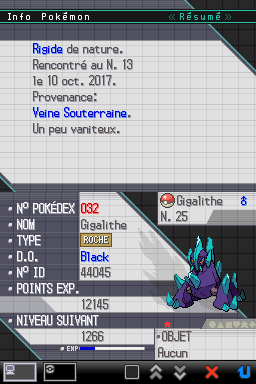 Info Pokémon
Résumé
Rigide de nature.
Rencontré au N. 13
le 10 oct. 2017.
Provenance:
Veine Souterraine.
Un peu vaniteux.
Nº POKÉDEX 032
NOM Gigalithe
TYPE ROCHE
D.O. Black
Nº ID 44045
POINTS EXP.
12145
NIVEAU SUIVANT
1266
EXP
Gigalithe ♂
N. 25
OBJET
Aucun